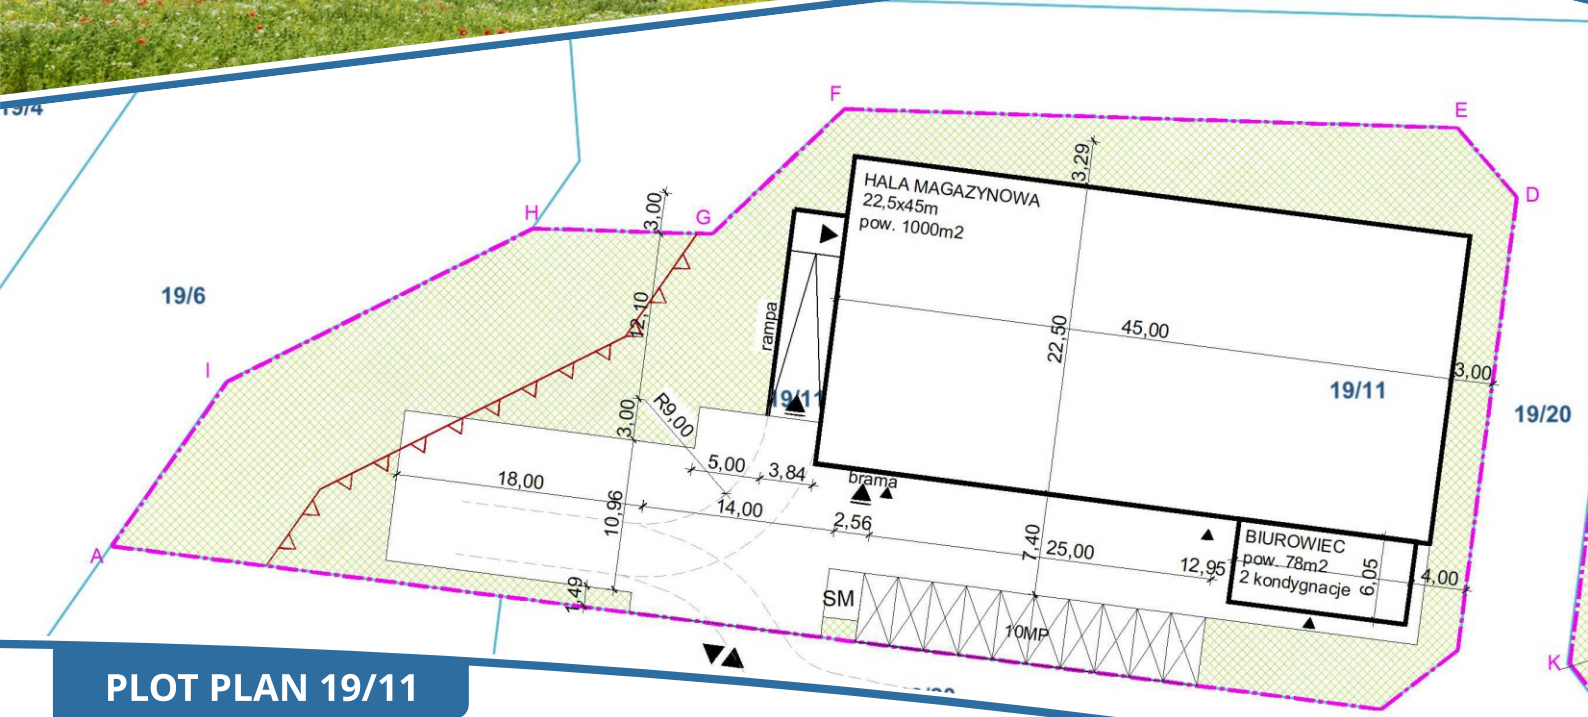 19/4
F
E
D
3,29
HALA MAGAZYNOWA
22,5x45m
pow. 1000m2
H
3,00
G
19/6
12,10
rampa
22,50
45,00
3,00
19/11
19/20
I
19/11
R9,00
3,00
5,00
3,84
brama
18,00
14,00
10,96
2,56
7,40
25,00
12,95
BIUROWIEC
pow. 78m2
2 kondygnacje
6,05
4,00
A
1,49
SM
10MP
K
PLOT PLAN 19/11